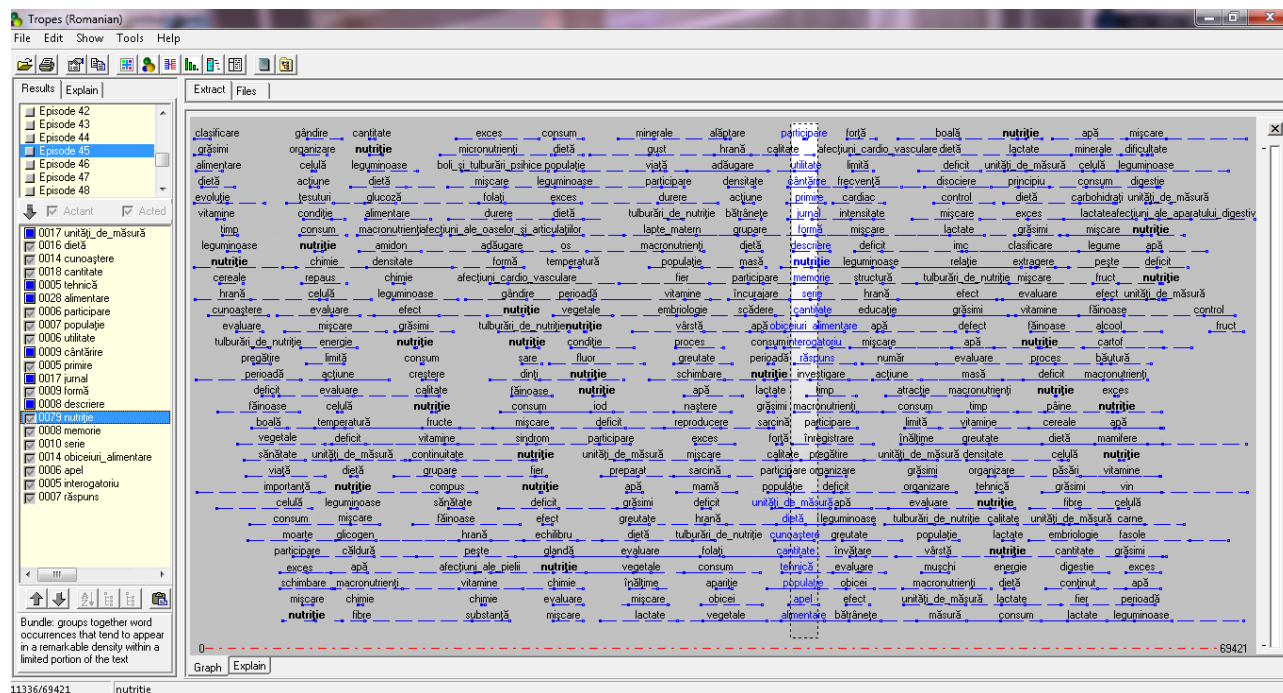 Tropes (Romanian)
File Edit Show Tools Help
Results Explain
Extract Files
Episode 42
Episode 43
Episode 44
Episode 45
Episode 46
Episode 47
Episode 48
Actant Acted
0017 unități_de_măsură
0016 dietă
0014 cunoaștere
0018 cantitate
0005 tehnică
0028 alimentare
0006 participare
0007 populație
0006 utilitate
0009 cântărire
0005 primire
0017 jurnal
0009 formă
0008 descriere
0079 nutriție
0008 memorie
0010 serie
0014 obiceiuri_alimentare
0006 apel
0005 interogatoriu
0007 răspuns
Bundle: groups together word
occurrences that tend to appear
in a remarkable density within a
limited portion of the text
clasificare gândire cantitate exces consum minerale alăptare participare forță boală nutriție apă mișcare
grăsimi organizare nutriție micronutrienți dietă gust hrană calitate afecțiuni_cardio_vasculare dietă lactate minerale dificultate
alimentare celulă leguminoase boli_și_tulburări_psihice populație viață adăugare utilitate limită deficit unități_de_măsură celulă leguminoase
dietă acțiune dietă mișcare leguminoase participare densitate cântărire frecvență disociere principiu consum digestie
evoluție țesuturi glucoză folați exces durere acțiune primire cardiac control dietă carbohidrați unități_de_măsură
vitamine condiție alimentare durere dietă tulburări_de_nutriție bătrânețe jurnal intensitate mișcare exces lactate afecțiuni_ale_aparatului_digestiv
timp consum macronutrienți afecțiuni_ale_oaselor_și_articulațiilor lapte_matern grupare formă mișcare lactate grăsimi mișcare nutriție
leguminoase nutriție amidon adăugare os macronutrienți dietă descriere deficit imc clasificare legume apă
nutriție chimie densitate formă temperatură populație masă nutriție leguminoase relație extragere pește deficit
cereale repaus chimie afecțiuni_cardio_vasculare fier participare memorie structură tulburări_de_nutriție mișcare fruct nutriție
hrană celulă leguminoase gândire perioadă vitamine încurajare serie hrană efect evaluare efect unități_de_măsură
cunoaștere evaluare efect nutriție vegetale embriologie scădere cantitate educație grăsimi vitamine făinoase control
evaluare mișcare grăsimi tulburări_de_nutriție nutriție vârstă apă obiceiuri_alimentare apă defect făinoase alcool fruct
tulburări_de_nutriție energie nutriție nutriție condiție proces consum interogatoriu mișcare apă nutriție cartof
pregătire limită consum sare fluor greutate perioadă răspuns număr evaluare proces băutură
perioadă acțiune creștere dinți nutriție schimbare nutriție investigare acțiune masă deficit macronutrienți
deficit evaluare calitate făinoase nutriție apă lactate timp atracție macronutrienți nutriție exces
făinoase celulă nutriție consum iod naștere grăsimi macronutrienți consum timp pâine nutriție
boală temperatură fructe mișcare deficit reproducere sarcină participare limită vitamine cereale apă
vegetale deficit vitamine sindrom participare exces forță înregistrare înălțime greutate dietă mamifere
sănătate unități_de_măsură continuitate nutriție unități_de_măsură mișcare calitate pregătire unități_de_măsură densitate celulă nutriție
viață dietă grupare fier preparat sarcină participare organizare grăsimi organizare păsări vitamine
importanță nutriție compus nutriție apă mamă populație deficit organizare tehnică grăsimi vin
celulă leguminoase sănătate deficit grăsimi deficit unități_de_măsură apă evaluare nutriție fibre celulă
consum mișcare făinoase efect greutate hrană dietă leguminoase tulburări_de_nutriție calitate unități_de_măsură carne
moarte glicogen hrană echilibru dietă tulburări_de_nutriție cunoaștere greutate populație lactate embriologie fasole
participare căldură pește glandă evaluare folați cantitate învățare vârstă nutriție cantitate grăsimi
exces apă afecțiuni_ale_pielii nutriție vegetale consum tehnică evaluare mușchi energie digestie exces
schimbare macronutrienți vitamine chimie înălțime apariție populație obicei macronutrienți dietă conținut apă
mișcare chimie chimie evaluare mișcare obicei apel efect unități_de_măsură lactate fier perioadă
nutriție fibre substanță mișcare lactate vegetale alimentare bătrânețe măsură consum lactate leguminoase
0 69421
Graph Explain
11336/69421 nutritie